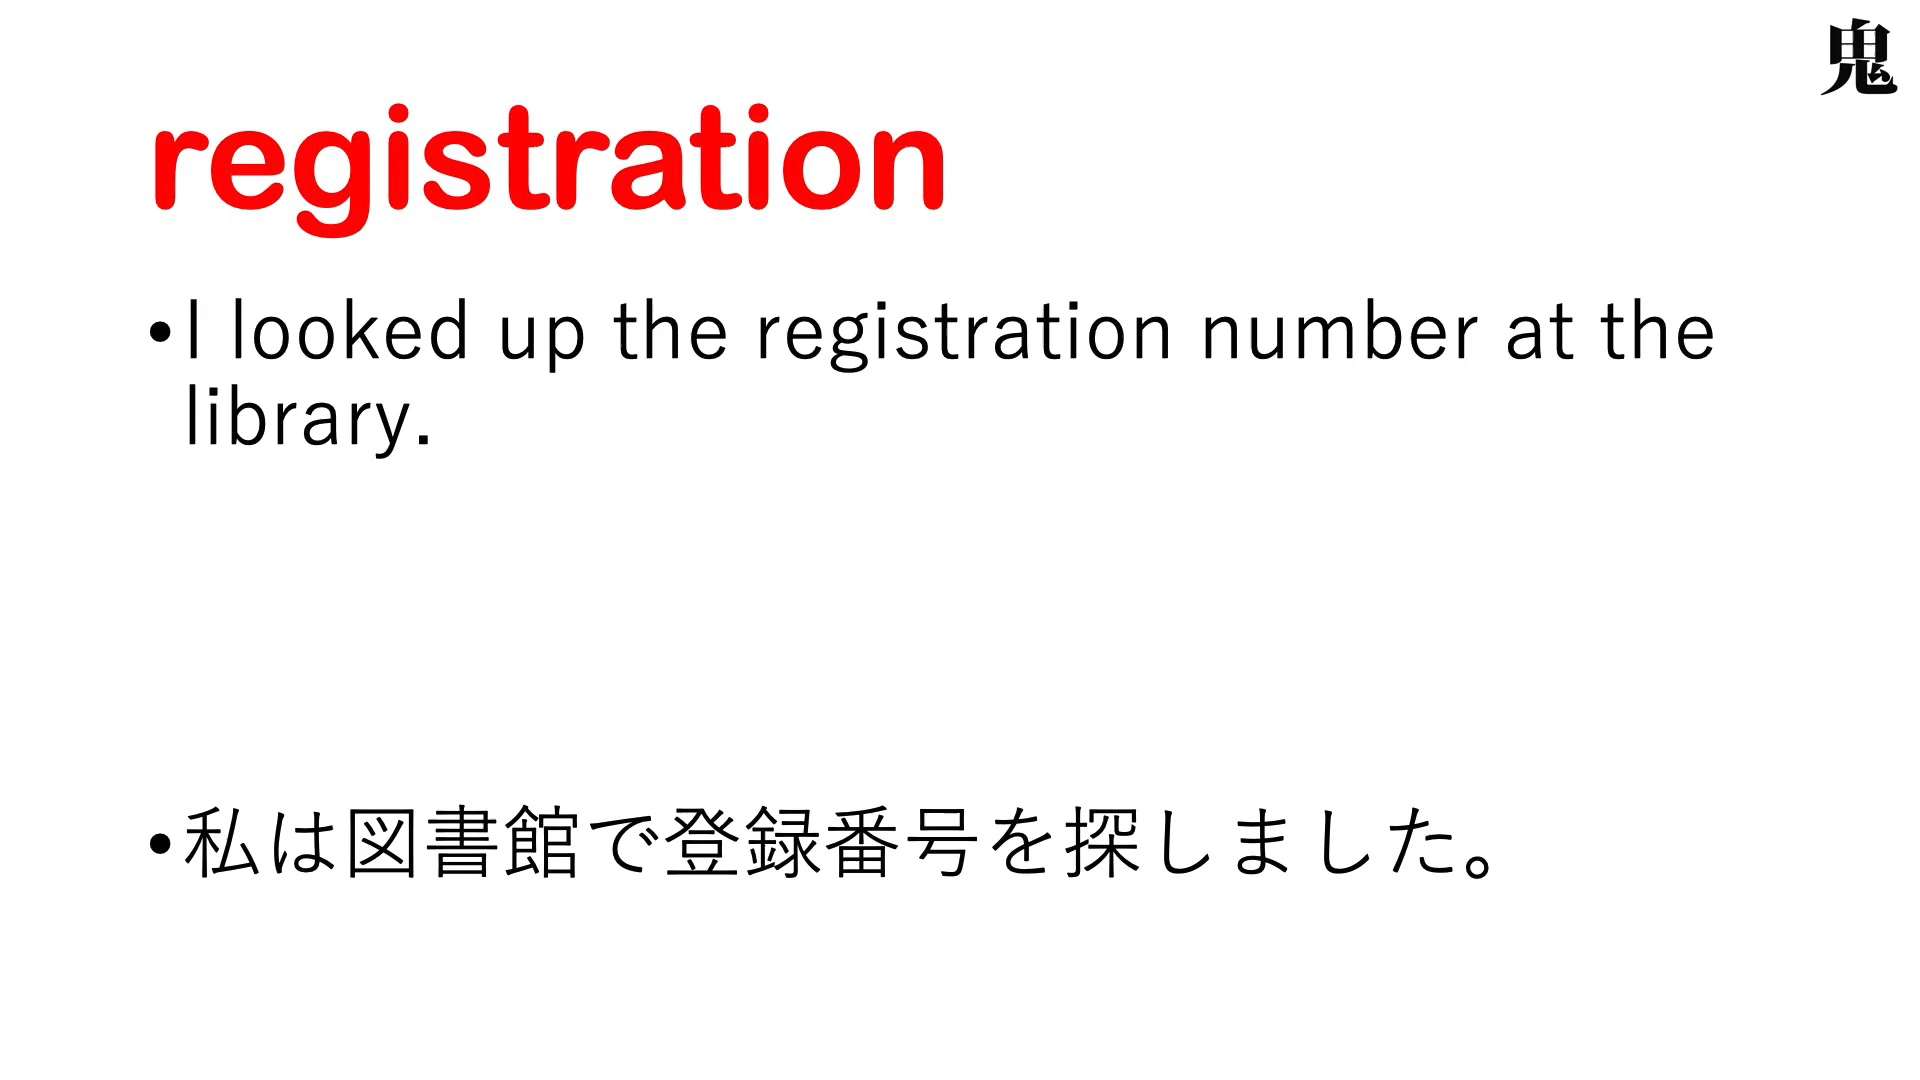 鬼
registration
•I looked up the registration number at the
library.
•私は図書館で登録番号を探しました。